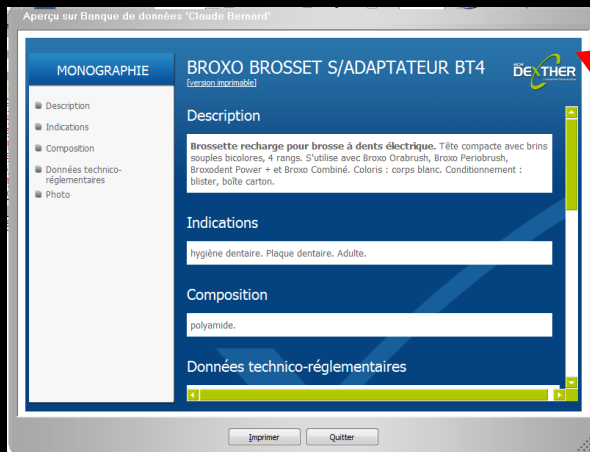 Aperçu sur Banque de données 'Claude Bernard'
MONOGRAPHIE
Description
Indications
Composition
Données technico-
réglementaires
Photo
BROXO BROSSET S/ADAPTATEUR BT4
[version imprimable]
DEXTHER
Description
Brossette recharge pour brosse à dents électrique. Tête compacte avec brins
souples bicolores, 4 rangs. S'utilise avec Broxo Orabrush, Broxo Periobrush,
Broxodent Power + et Broxo Combiné. Coloris : corps blanc. Conditionnement :
blister, boîte carton.
Indications
hygiène dentaire. Plaque dentaire. Adulte.
Composition
polyamide.
Données technico-réglementaires
Imprimer
Quitter